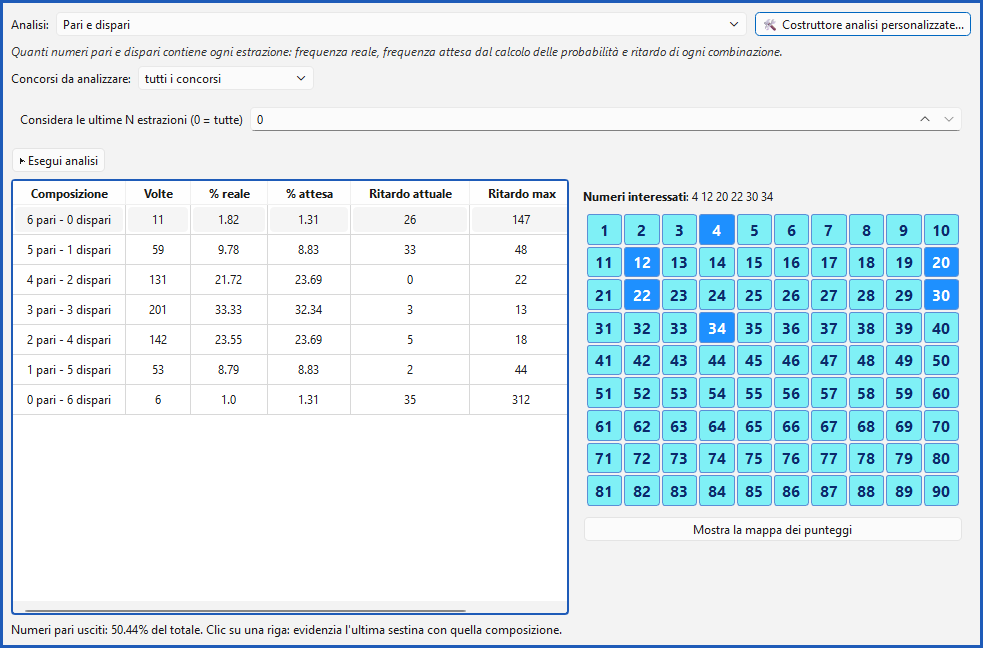 Analisi: Pari e dispari Costruttore analisi personalizzate...
Quanti numeri pari e dispari contiene ogni estrazione: frequenza reale, frequenza attesa dal calcolo delle probabilità e ritardo di ogni combinazione.
Concorsi da analizzare: tutti i concorsi
Considera le ultime N estrazioni (0 = tutte) 0
Esegui analisi
Composizione Volte % reale % attesa Ritardo attuale Ritardo max
6 pari - 0 dispari 11 1.82 1.31 26 147
5 pari - 1 dispari 59 9.78 8.83 33 48
4 pari - 2 dispari 131 21.72 23.69 0 22
3 pari - 3 dispari 201 33.33 32.34 3 13
2 pari - 4 dispari 142 23.55 23.69 5 18
1 pari - 5 dispari 53 8.79 8.83 2 44
0 pari - 6 dispari 6 1.0 1.31 35 312
Numeri interessati: 4 12 20 22 30 34
1 2 3 4 5 6 7 8 9 10
11 12 13 14 15 16 17 18 19 20
21 22 23 24 25 26 27 28 29 30
31 32 33 34 35 36 37 38 39 40
41 42 43 44 45 46 47 48 49 50
51 52 53 54 55 56 57 58 59 60
61 62 63 64 65 66 67 68 69 70
71 72 73 74 75 76 77 78 79 80
81 82 83 84 85 86 87 88 89 90
Mostra la mappa dei punteggi
Numeri pari usciti: 50.44% del totale. Clic su una riga: evidenzia l'ultima sestina con quella composizione.